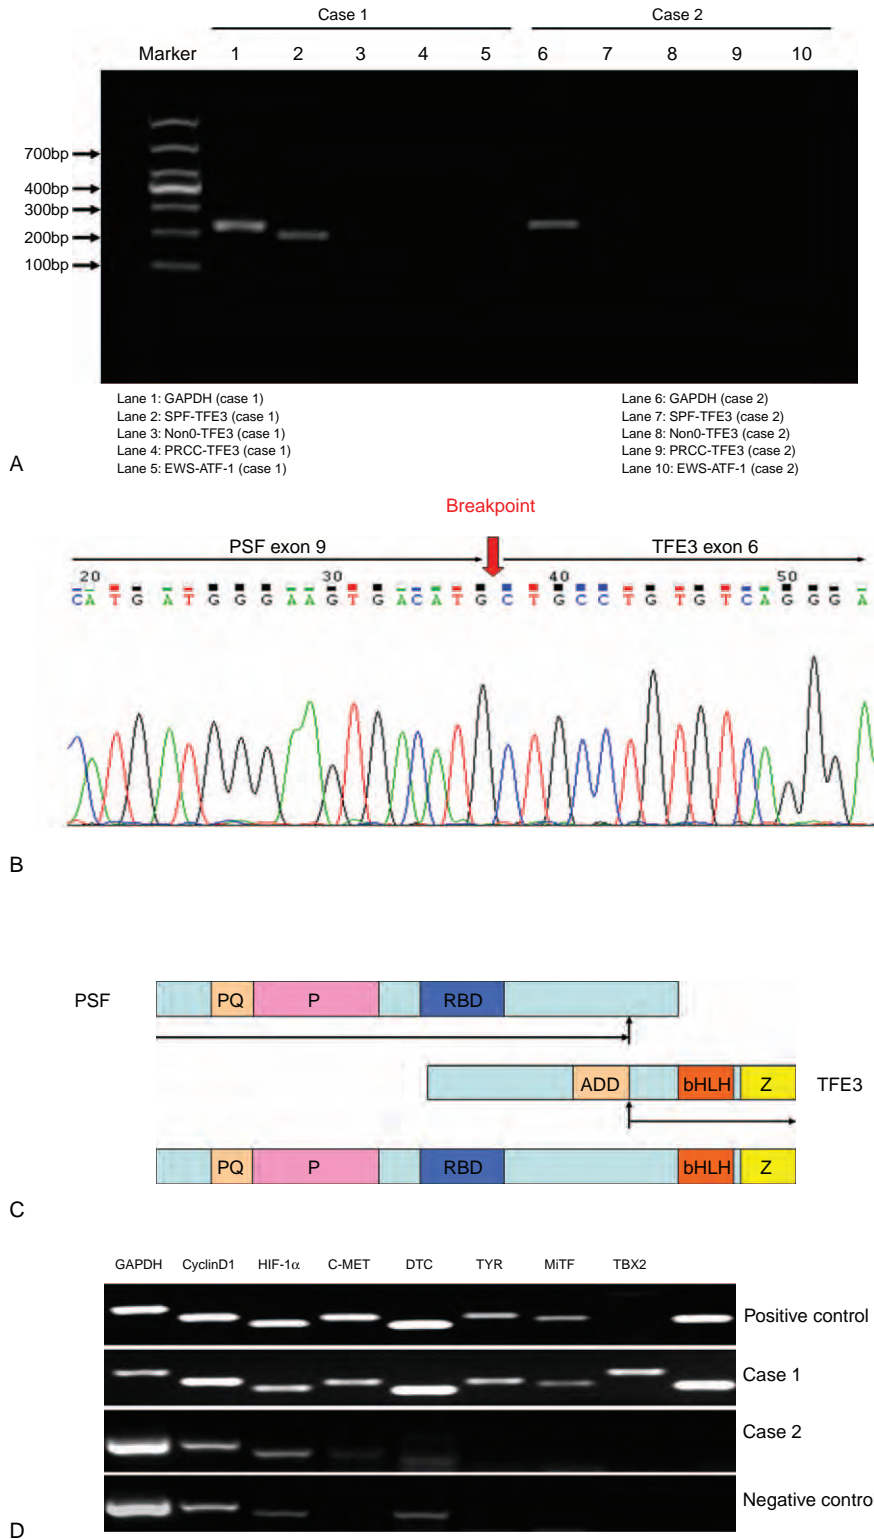 Case 1 Case 2
Marker 1 2 3 4 5 6 7 8 9 10
700bp
400bp
300bp
200bp
100bp
Lane 1: GAPDH (case 1)
Lane 2: SPF-TFE3 (case 1)
Lane 3: Non0-TFE3 (case 1)
Lane 4: PRCC-TFE3 (case 1)
Lane 5: EWS-ATF-1 (case 1)
Lane 6: GAPDH (case 2)
Lane 7: SPF-TFE3 (case 2)
Lane 8: Non0-TFE3 (case 2)
Lane 9: PRCC-TFE3 (case 2)
Lane 10: EWS-ATF-1 (case 2)
A
Breakpoint
PSF exon 9 TFE3 exon 6
20 30 40 50
C A T G A T G G G A A G T G A C A T G C T G C C T G T G T C A G G G A
B
PSF PQ P RBD
ADD bHLH Z TFE3
PQ P RBD bHLH Z
C
GAPDH CyclinD1 HIF-1α C-MET DTC TYR MiTF TBX2
Positive control
Case 1
Case 2
Negative control
D